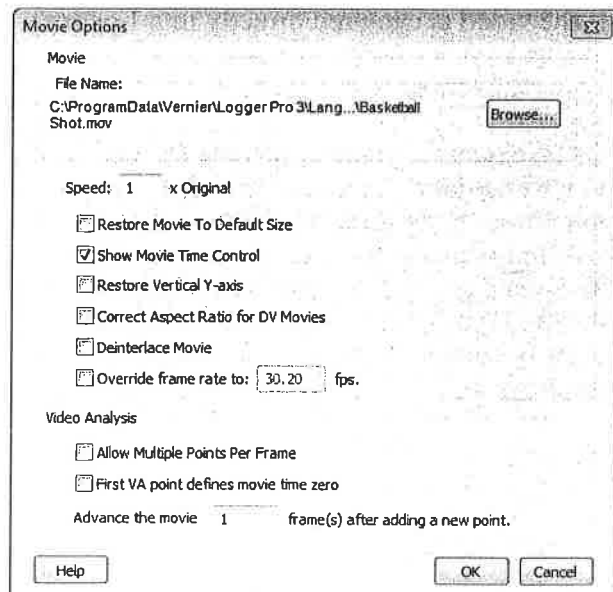 Movie Options
Movie
File Name:
C:\ProgramData\Vernier\Logger Pro 3\Lang...\Basketball
Shot.mov
Browse...
Speed: 1 x Original
Restore Movie To Default Size
Show Movie Time Control
Restore Vertical Y-axis
Correct Aspect Ratio for DV Movies
Deinterlace Movie
Override frame rate to: 30.20 fps.
Video Analysis
Allow Multiple Points Per Frame
First VA point defines movie time zero
Advance the movie 1 frame(s) after adding a new point.
Help OK Cancel